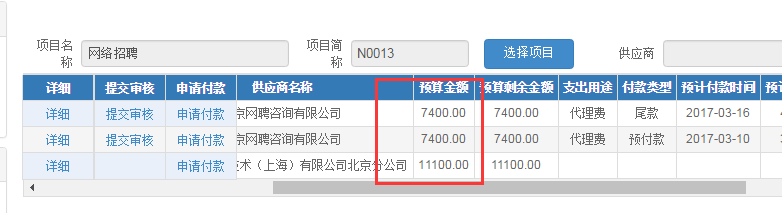 项目名称 网络招聘 项目简称 N0013 选择项目 供应商
详细 提交审核 申请付款 供应商名称 预算金额 预算剩余金额 支出用途 付款类型 预计付款时间
详细 提交审核 申请付款 京网聘咨询有限公司 7400.00 7400.00 代理费 尾款 2017-03-16
详细 提交审核 申请付款 京网聘咨询有限公司 7400.00 7400.00 代理费 预付款 2017-03-10
详细 申请付款 技术（上海）有限公司北京分公司 11100.00 11100.00